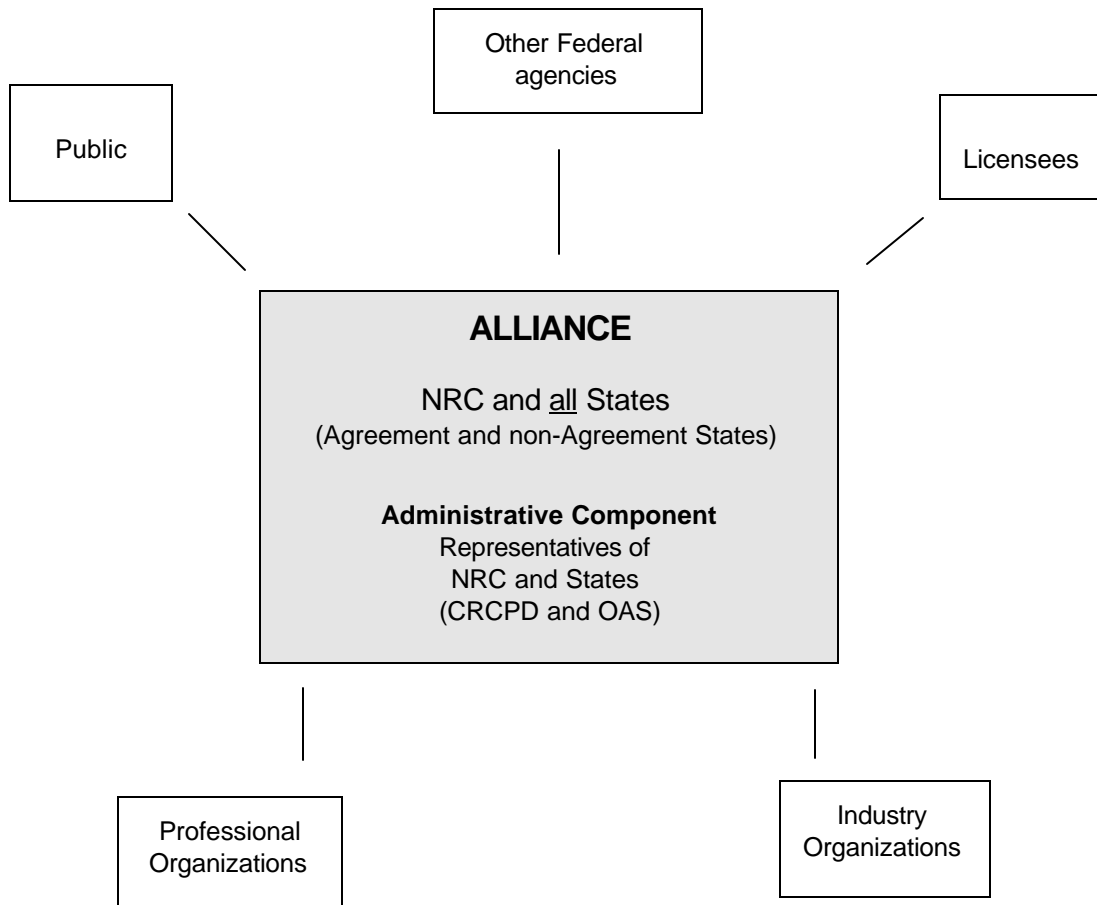 Other Federal
agencies
Public
Licensees
ALLIANCE
NRC and all States
(Agreement and non-Agreement States)
Administrative Component
Representatives of
NRC and States
(CRCPD and OAS)
Professional
Organizations
Industry
Organizations